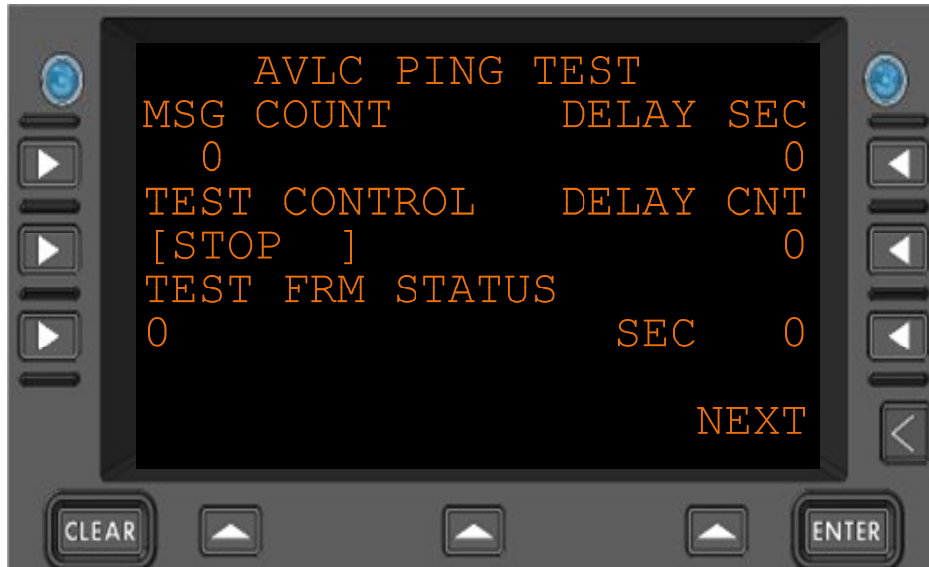 AVLC PING TEST
MSG COUNT DELAY SEC
0 0
TEST CONTROL DELAY CNT
[STOP ] 0
TEST FRM STATUS
0 SEC 0
NEXT
CLEAR ENTER